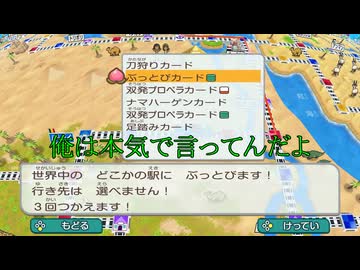 刀狩りカード
ぶっとびカード
双発プロペラカード
ナマハーゲンカード
双発プロペラカード
足踏みカード
俺は本気で言ってんだよ
世界中の どこかの駅に ぶっとびます！
行き先は 選べません！
３回つかえます！
もどる
けってい